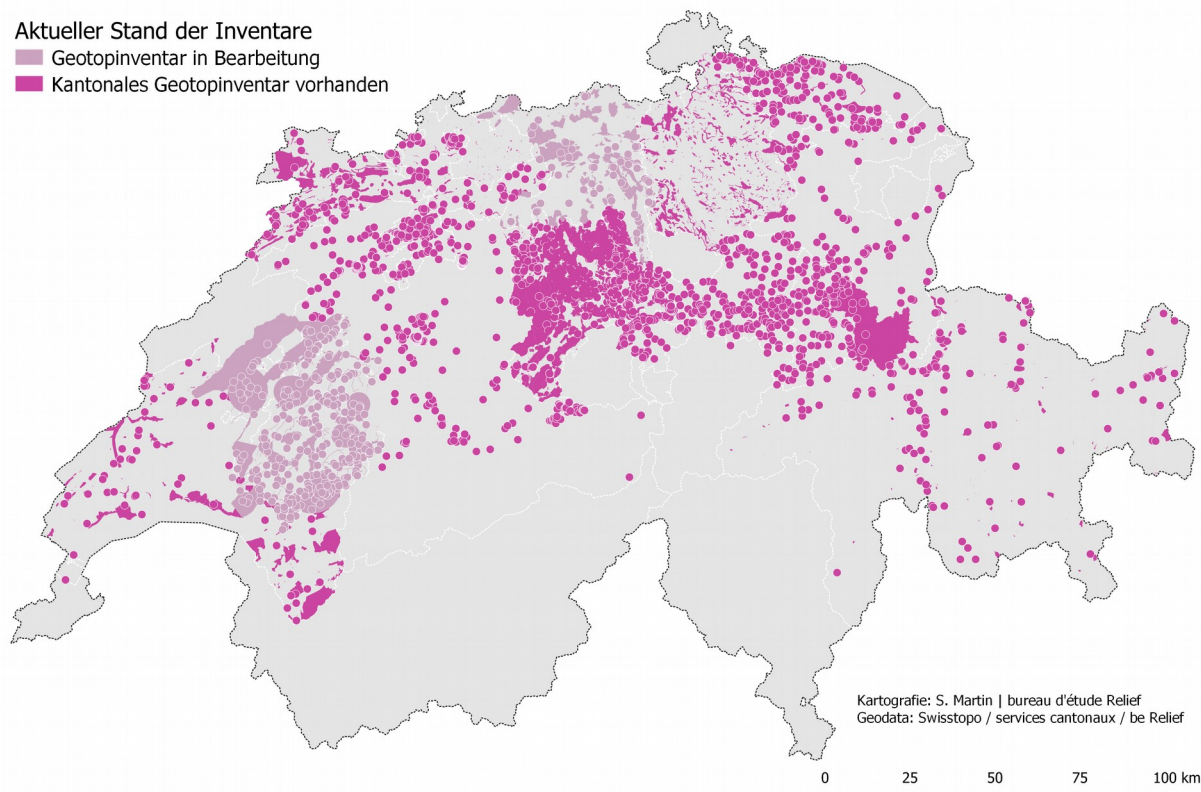 Aktueller Stand der Inventare
Geotopinventar in Bearbeitung
Kantonales Geotopinventar vorhanden
Kartografie: S. Martin | bureau d'étude Relief
Geodata: Swisstopo / services cantonaux / be Relief
0 25 50 75 100 km